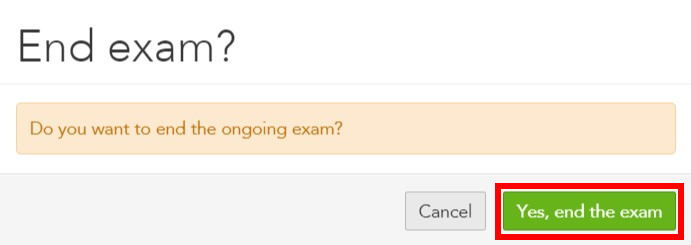 End exam?
Do you want to end the ongoing exam?
Cancel
Yes, end the exam